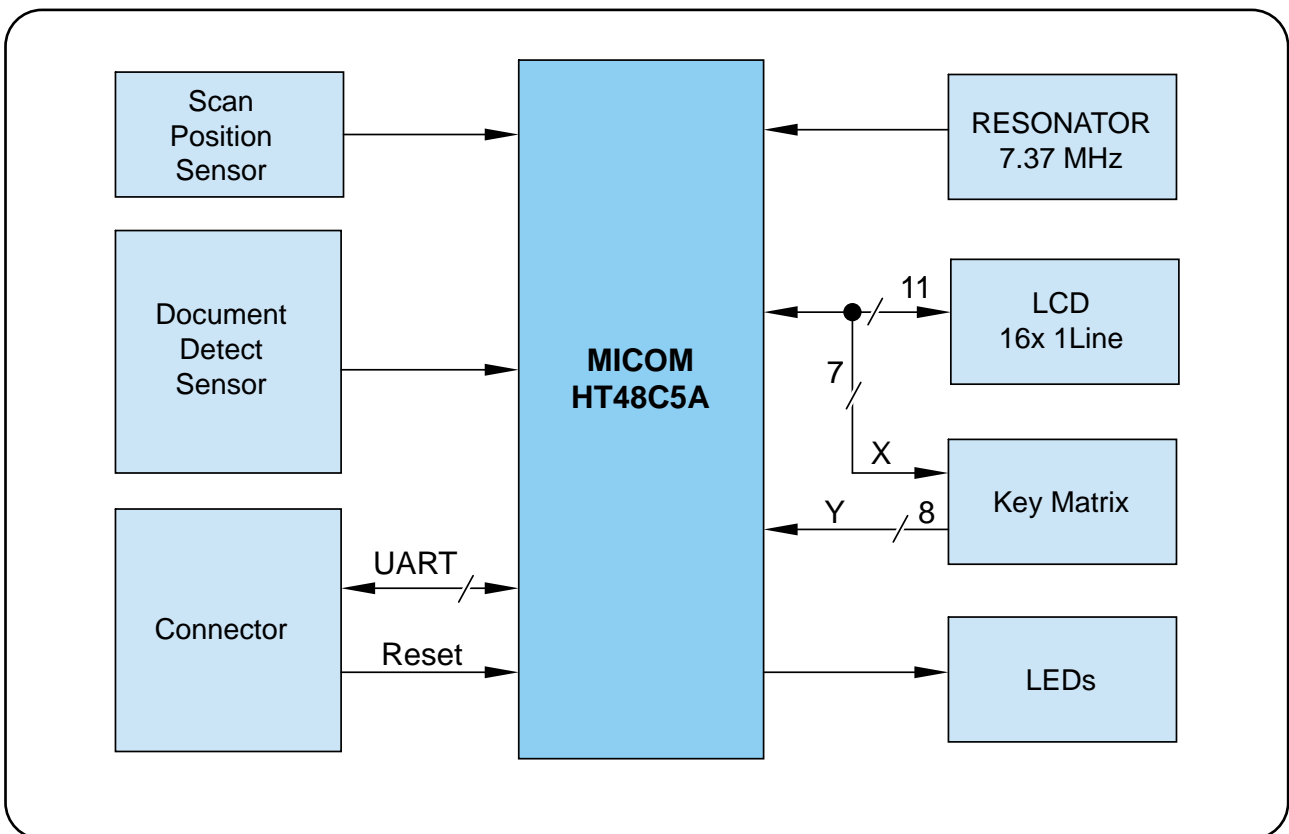 Scan
Position
Sensor
Document
Detect
Sensor
Connector
UART
Reset
MICOM
HT48C5A
RESONATOR
7.37 MHz
11
LCD
16x 1Line
7
X
Key Matrix
Y
8
LEDs